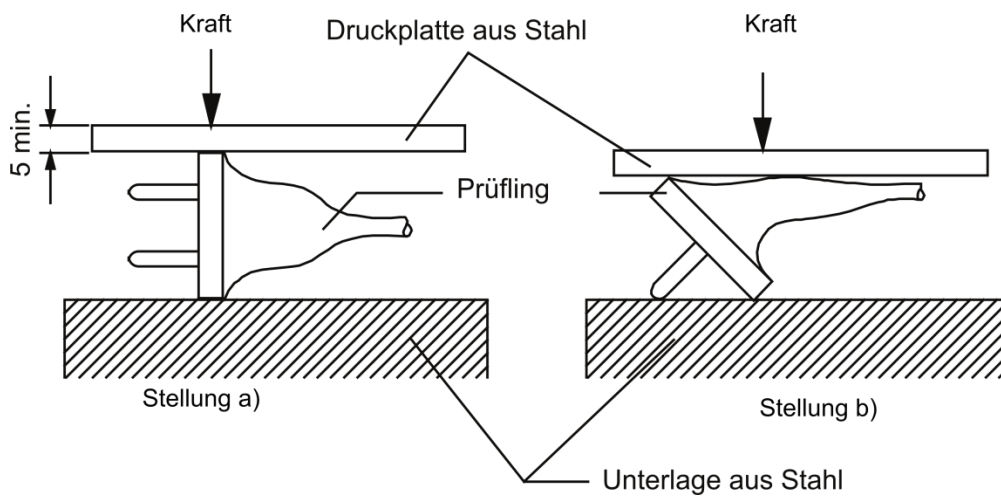 Kraft
Druckplatte aus Stahl
Kraft
5 min.
Prüfling
Stellung a)
Stellung b)
Unterlage aus Stahl